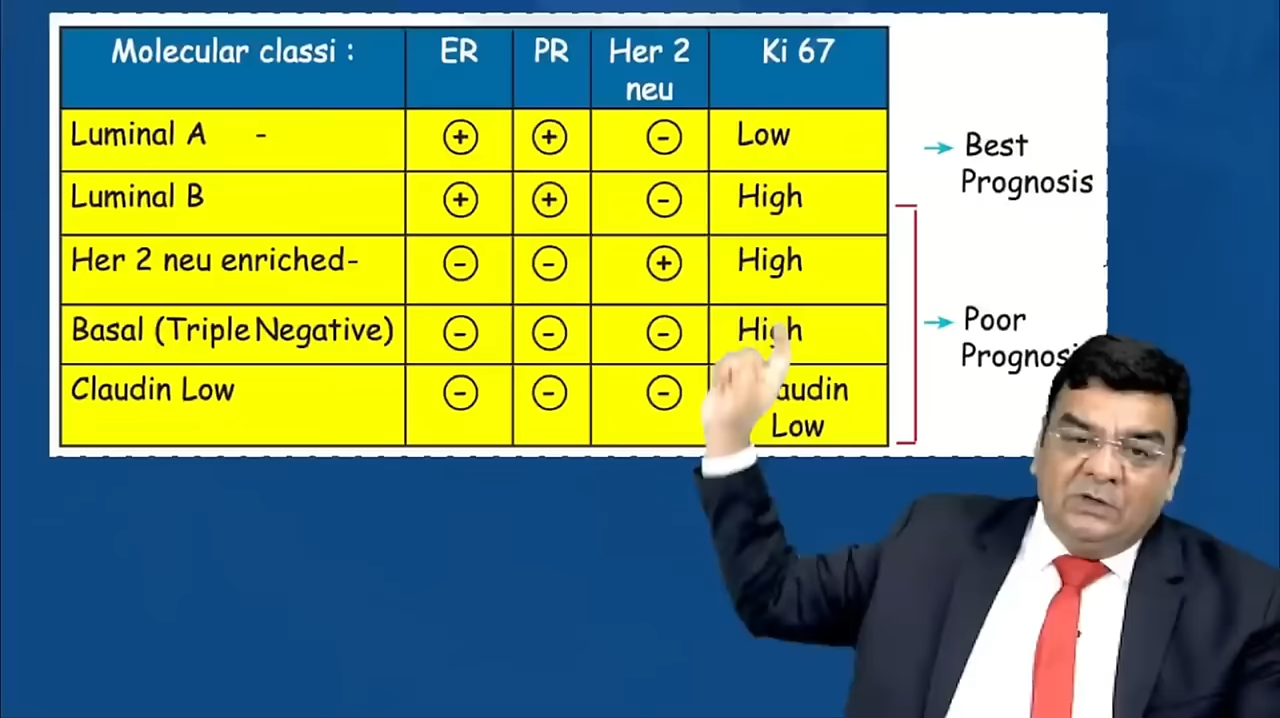 Molecular classi : ER PR Her 2 neu Ki 67
Luminal A - + + - Low
Best Prognosis
Luminal B + + - High
Her 2 neu enriched- - - + High
Basal (Triple Negative) - - - High
Poor
Claudin Low - - - Low